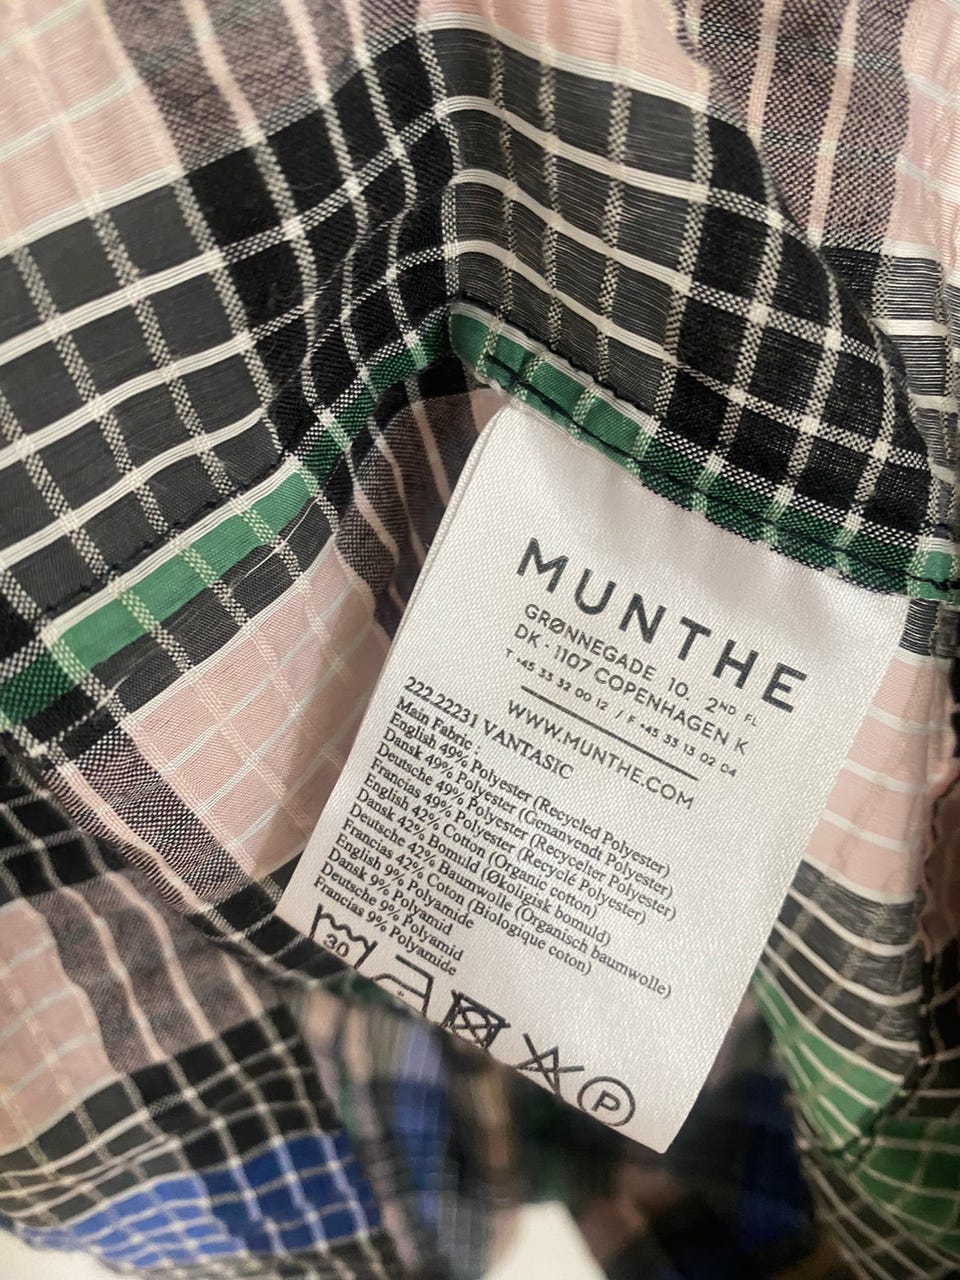 MUNTHE
GRØNNEGADE 10. 2ND FL
DK - 1107 COPENHAGEN K
T +45 33 32 00 12 / F +45 33 13 02 04
WWW.MUNTHE.COM
222.22231 VANTASIC
Main Fabric :
English 49% Polyester (Recycled Polyester)
Dansk 49% Polyester (Genanvendt Polyester)
Deutsche 49% Polyester (Recycelter Polyester)
Francias 49% Polyester (Recyclé Polyester)
English 42% Cotton (Organic cotton)
Dansk 42% Bomuld (Økoligisk bomuld)
Deutsche 42% Baumwolle (Organisch baumwolle)
Francias 42% Coton (Biologique coton)
English 9% Polyamide
Dansk 9% Polyamid
Deutsche 9% Polyamid
Francias 9% Polyamide
30
P